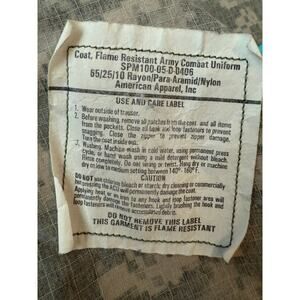 Coat, Flame Resistant Army Combat Uniform
SPM100-05-D-0406
65/25/10 Rayon/Para-Aramid/Nylon
American Apparel, Inc
USE AND CARE LABEL
1. Wear outside of trouser.
2. Before washing, remove all patches from the coat, and all items
from the pockets. Close all hook and loop fasteners to prevent
snagging. Close the zipper to prevent zipper damage.
Turn the coat inside out.
3. Washing. Machine wash in cold water, using permanent press
cycle, or hand wash using a mild detergent without bleach.
Rinse completely. Do not wring or twist. Hang dry or machine
dry on low to medium setting between 140°-160°F.
CAUTION
DO NOT use chlorine bleach or starch; dry cleaning or commercially
pressing the ACU will permanently damage the coat.
Applying heat or an iron to any hook and loop fastener area will
permanently damage the fasteners. Lightly brushing the hook and
loop fasteners will remove accumulated debris.
DO NOT REMOVE THIS LABEL
THIS GARMENT IS FLAME RESISTANT